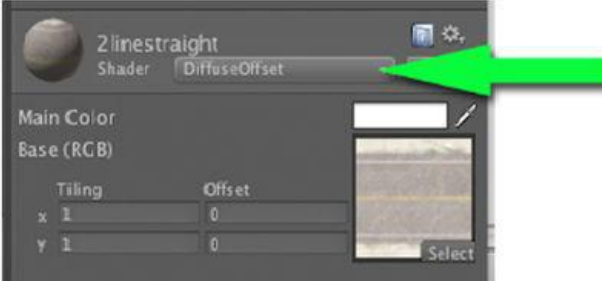 2linestraight
Shader DiffuseOffset
Main Color
Base (RGB)
Tiling Offset
x 1 0
y 1 0
Select